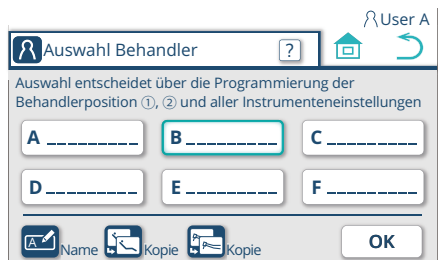 User A
Auswahl Behandler ?
Auswahl entscheidet über die Programmierung der
Behandlerposition ①, ② und aller Instrumenteneinstellungen
A _________ B _________ C _________
D _________ E _________ F _________
A Name Kopie Kopie OK